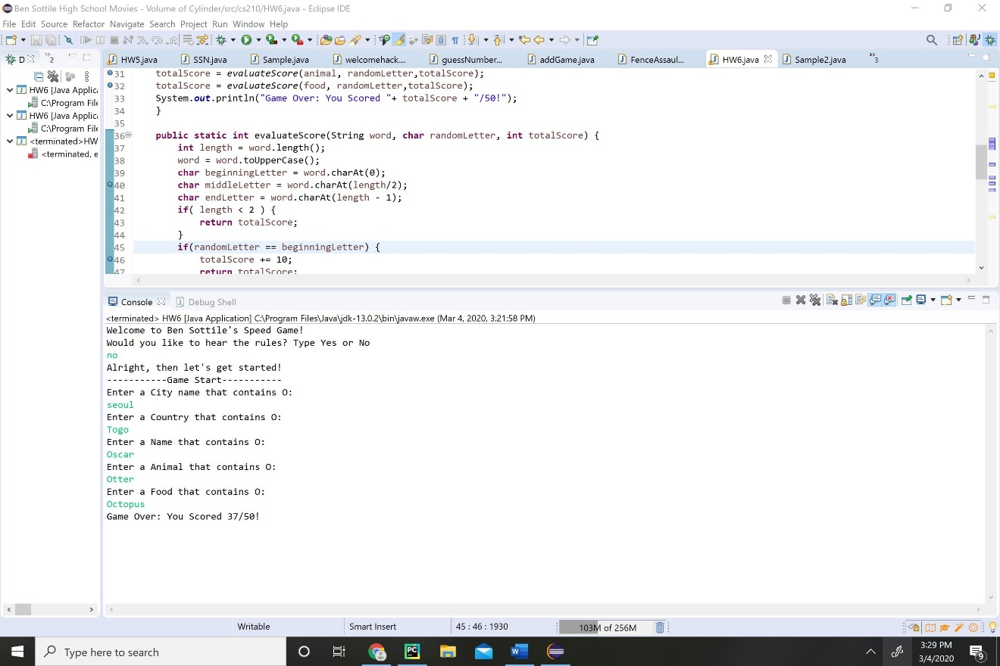 Ben Sottile High School Movies - Volume of Cylinder/src/cs210/HW6.java - Eclipse IDE
File Edit Source Refactor Navigate Search Project Run Window Help
D
2
HW5.java
SSN.java
Sample.java
welcomehack....
guessNumber...
addGame.java
FenceAssaul...
HW6.java
Sample2.java
3
HW6 [Java Applic
C:\Program File
HW6 [Java Applic
C:\Program File
<terminated>HW
<terminated, e
31 totalScore = evaluateScore(animal, randomLetter,totalScore);
32 totalScore = evaluateScore(food, randomLetter,totalScore);
33 System.out.println("Game Over: You Scored "+ totalScore + "/50!");
34 }
35
36 public static int evaluateScore(String word, char randomLetter, int totalScore) {
37 int length = word.length();
38 word = word.toUpperCase();
39 char beginningLetter = word.charAt(0);
40 char middleLetter = word.charAt(length/2);
41 char endLetter = word.charAt(length - 1);
42 if( length < 2 ) {
43 return totalScore;
44 }
45 if(randomLetter == beginningLetter) {
46 totalScore += 10;
47 return totalScore;
Console
Debug Shell
<terminated> HW6 [Java Application] C:\Program Files\Java\jdk-13.0.2\bin\javaw.exe (Mar 4, 2020, 3:21:58 PM)
Welcome to Ben Sottile's Speed Game!
Would you like to hear the rules? Type Yes or No
no
Alright, then let's get started!
-----------Game Start-----------
Enter a City name that contains O:
seoul
Enter a Country that contains O:
Togo
Enter a Name that contains O:
Oscar
Enter a Animal that contains O:
Otter
Enter a Food that contains O:
Octopus
Game Over: You Scored 37/50!
Writable
Smart Insert
45 : 46 : 1930
103M of 256M
Type here to search
PC
W
3:29 PM
3/4/2020
9